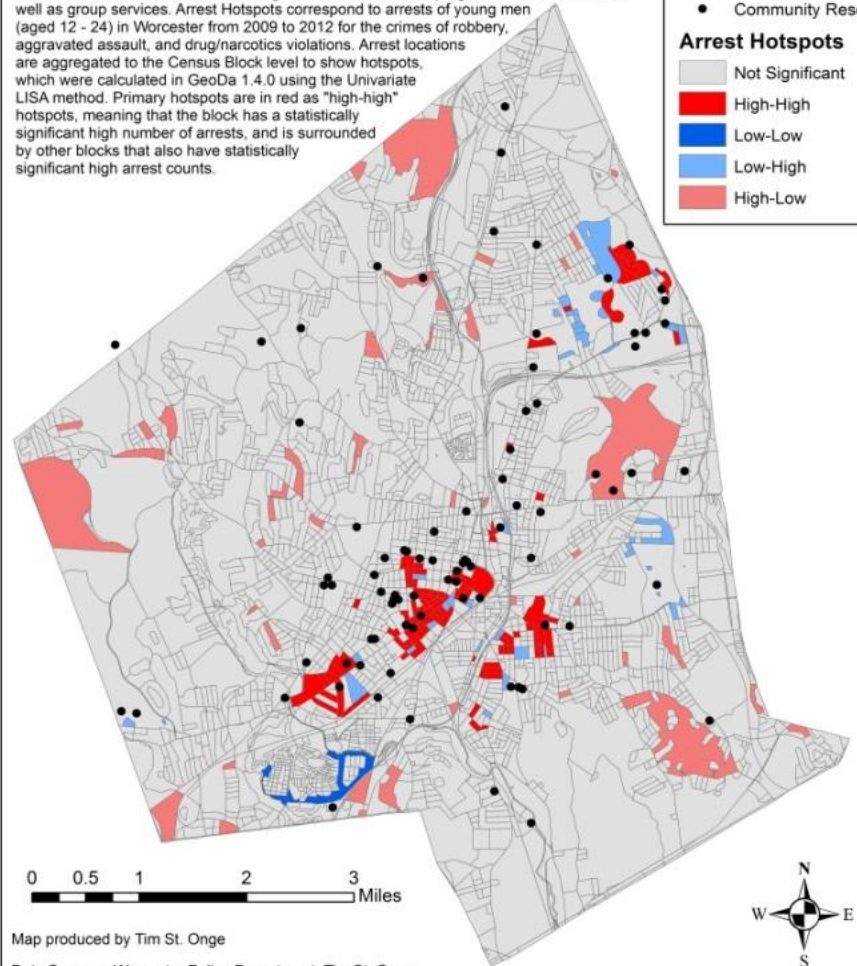 well as group services. Arrest Hotspots correspond to arrests of young men
(aged 12 - 24) in Worcester from 2009 to 2012 for the crimes of robbery,
aggravated assault, and drug/narcotics violations. Arrest locations
are aggregated to the Census Block level to show hotspots,
which were calculated in GeoDa 1.4.0 using the Univariate
LISA method. Primary hotspots are in red as "high-high"
hotspots, meaning that the block has a statistically
significant high number of arrests, and is surrounded
by other blocks that also have statistically
significant high arrest counts.
Community Reso
Arrest Hotspots
Not Significant
High-High
Low-Low
Low-High
High-Low
0 0.5 1 2 3
Miles
N
W E
S
Map produced by Tim St. Onge